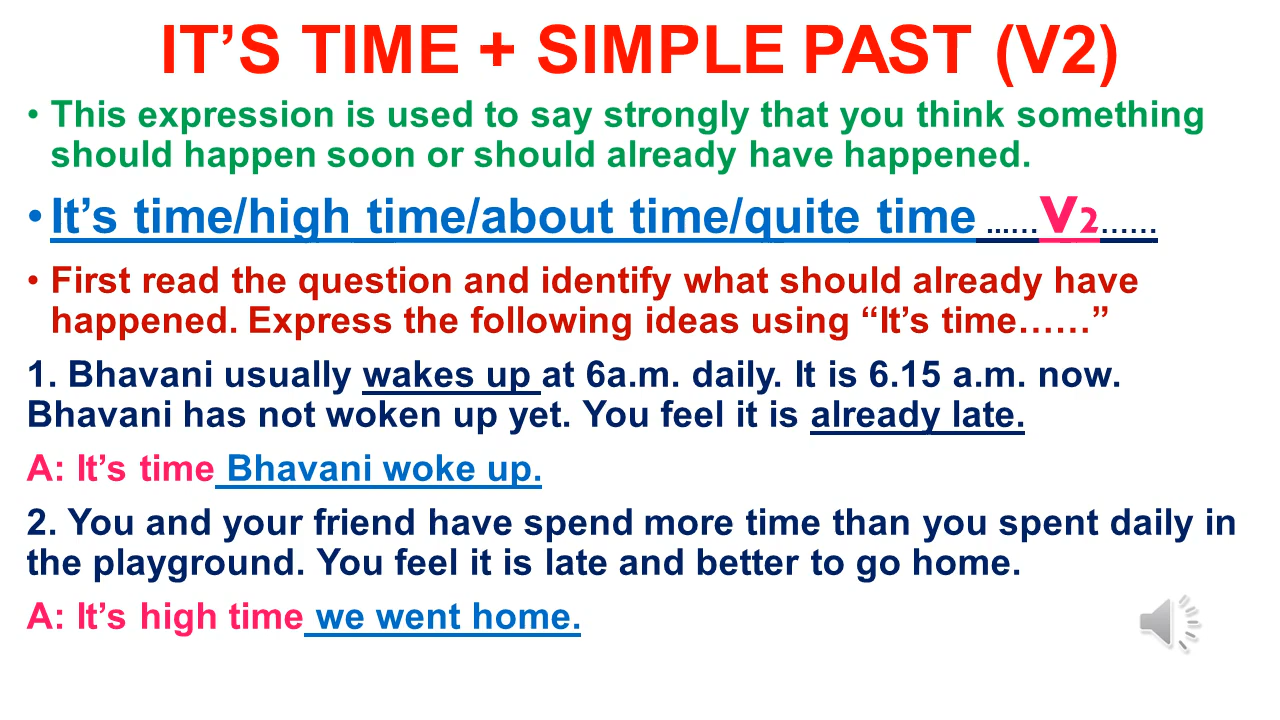 IT’S TIME + SIMPLE PAST (V2)
• This expression is used to say strongly that you think something
should happen soon or should already have happened.
• It’s time/high time/about time/quite time ...…V2……
• First read the question and identify what should already have
happened. Express the following ideas using “It’s time……”
1. Bhavani usually wakes up at 6a.m. daily. It is 6.15 a.m. now.
Bhavani has not woken up yet. You feel it is already late.
A: It’s time Bhavani woke up.
2. You and your friend have spend more time than you spent daily in
the playground. You feel it is late and better to go home.
A: It’s high time we went home.